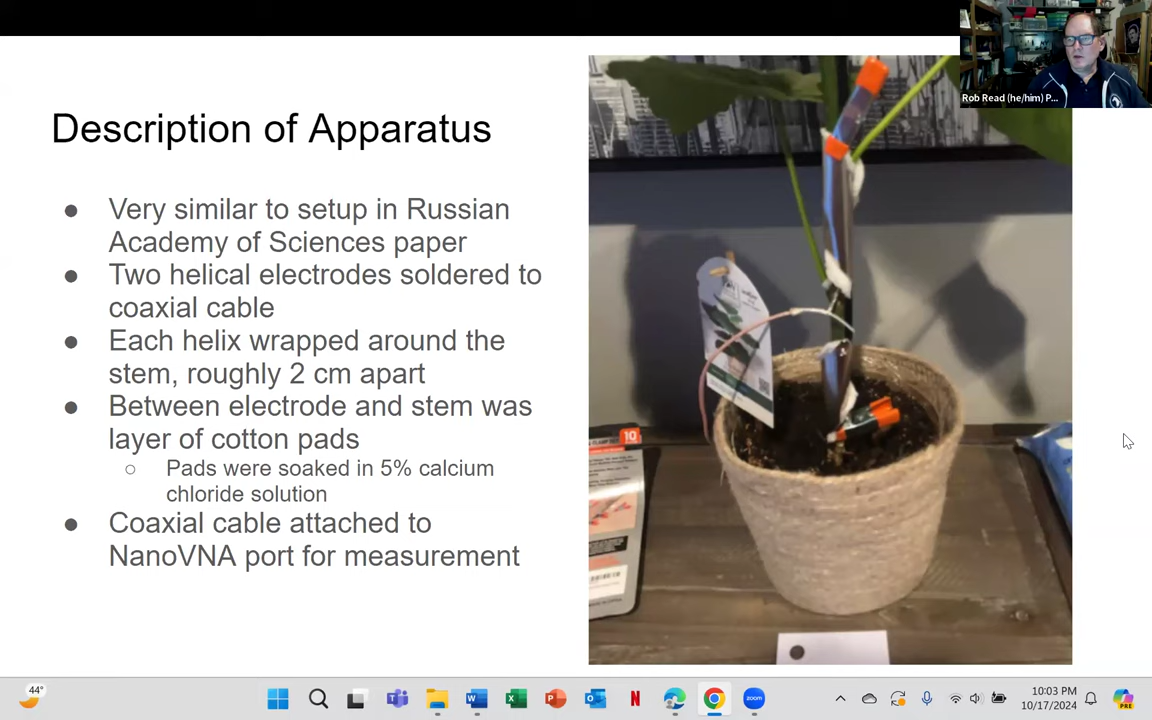 Rob Read (he/him) P...
Description of Apparatus
● Very similar to setup in Russian
Academy of Sciences paper
● Two helical electrodes soldered to
coaxial cable
● Each helix wrapped around the
stem, roughly 2 cm apart
● Between electrode and stem was
layer of cotton pads
○ Pads were soaked in 5% calcium
chloride solution
● Coaxial cable attached to
NanoVNA port for measurement
10
44°
10:03 PM
10/17/2024
PRE
zoom